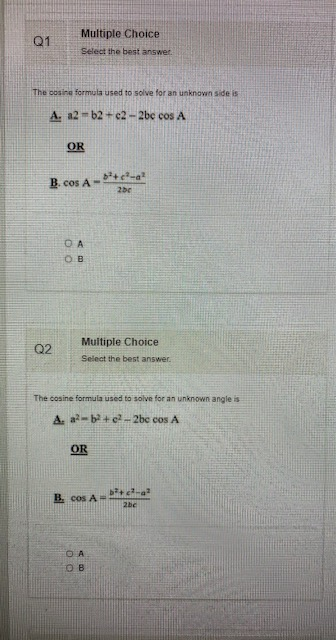 Q1
Multiple Choice
Select the best answer.
The cosine formula used to solve for an unknown side is
A. a2 = b2 + c2 – 2bc cos A
OR
B. cos A = b²+c²-a² / 2bc
A
B
Q2
Multiple Choice
Select the best answer.
The cosine formula used to solve for an unknown angle is
A. a² = b² + c² – 2bc cos A
OR
B. cos A = b²+c²-a² / 2bc
A
B